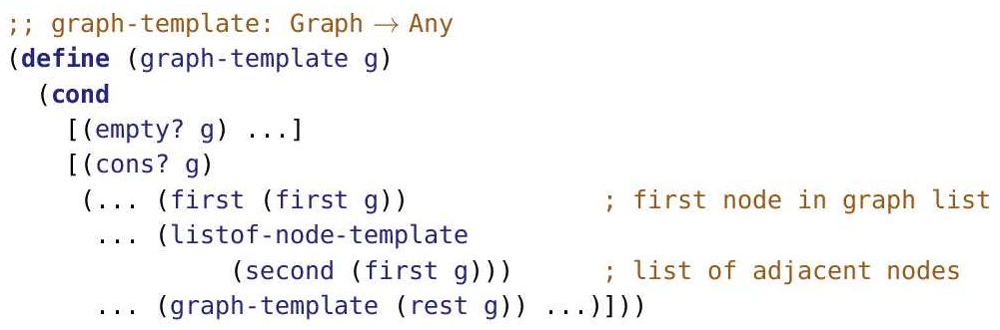 ;; graph-template: Graph → Any
(define (graph-template g)
  (cond
    [(empty? g) ...]
    [(cons? g)
     (... (first (first g))             ; first node in graph list
      ... (listof-node-template
               (second (first g)))      ; list of adjacent nodes
      ... (graph-template (rest g)) ...)]))